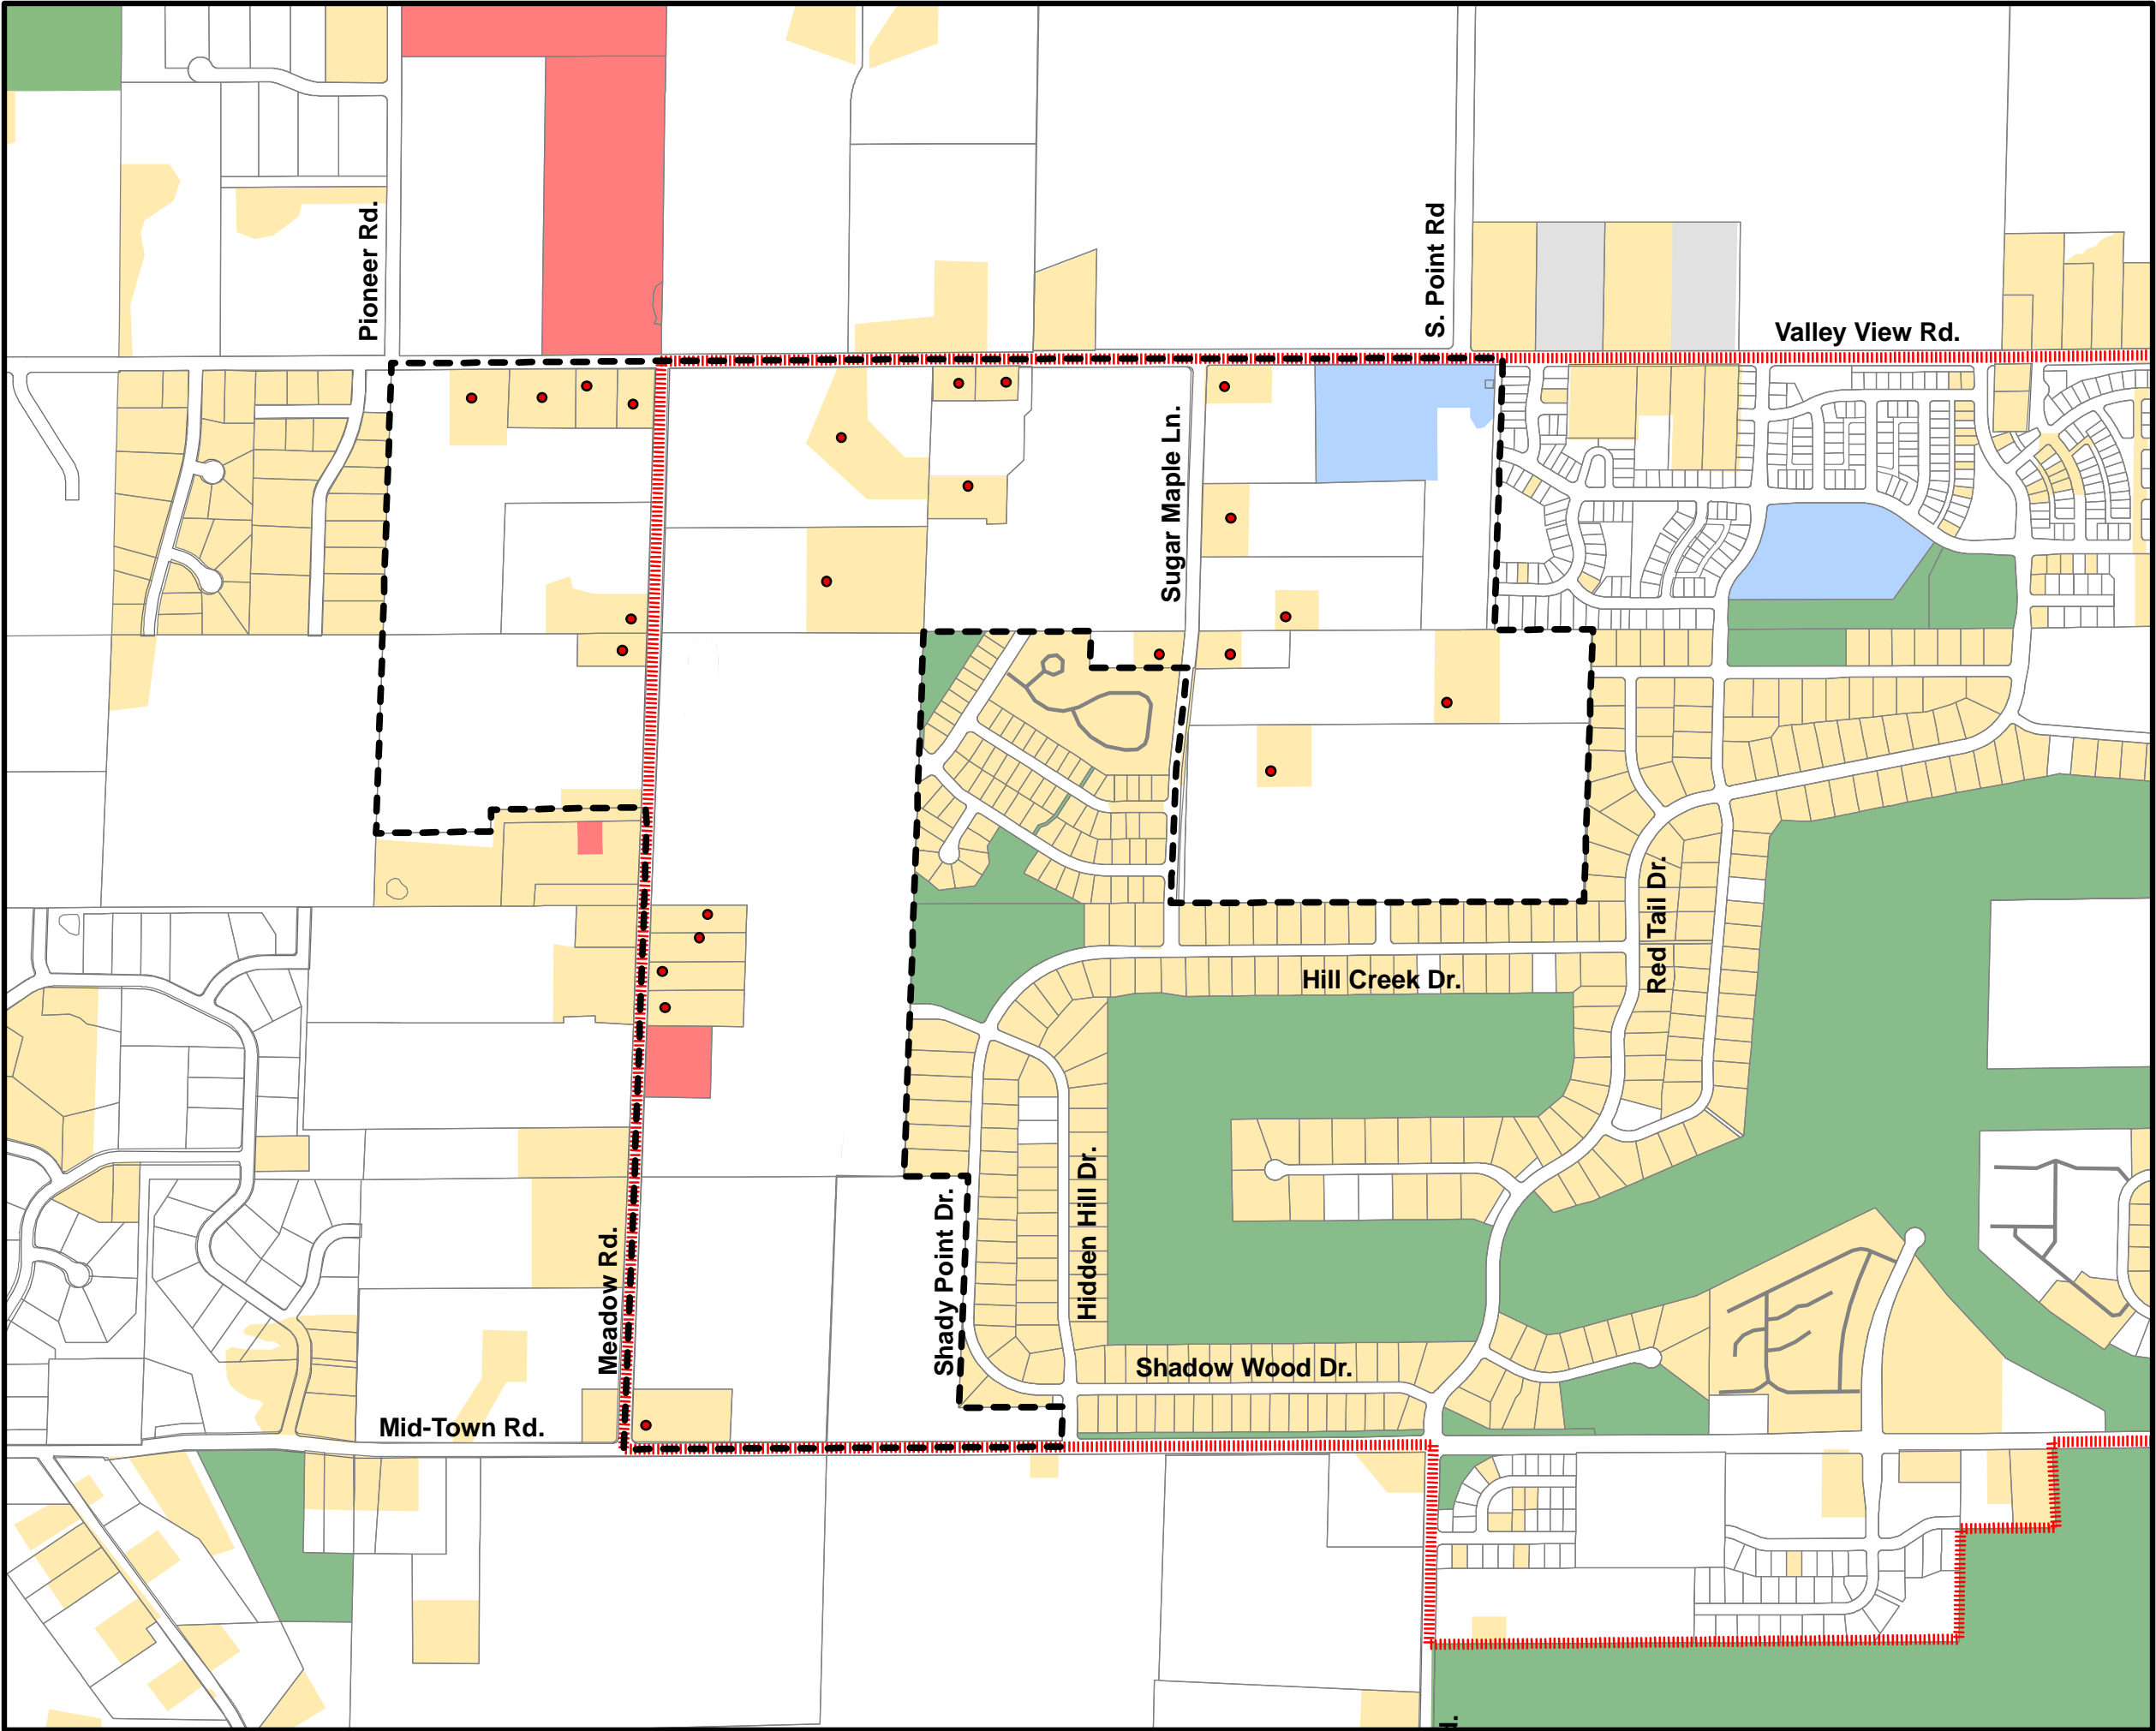 Pioneer Rd.
S. Point Rd
Valley View Rd.
Sugar Maple Ln.
Red Tail Dr.
Hill Creek Dr.
Hidden Hill Dr.
Shady Point Dr.
Meadow Rd.
Shadow Wood Dr.
Mid-Town Rd.